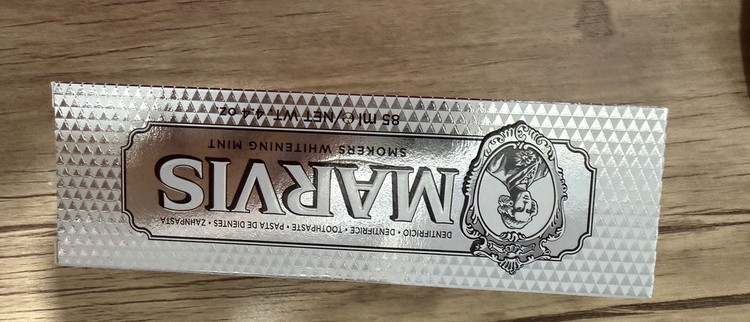 DENTIFRICIO • DENTIFRICE • TOOTHPASTE • PASTA DE DIENTES • ZAHNPASTA
MARVIS
SMOKERS WHITENING MINT
85 ml ℮ NET WT 4.4 oz